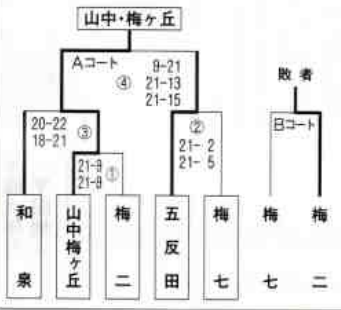 山中・梅ヶ丘
Aコート
9-21
④ 21-13
21-15
敗者
Bコート
20-22
18-21
③
②
21- 2
21- 5
21-9
21-9
①
和泉
山中梅ヶ丘
梅二
五反田
梅七
梅七
梅二